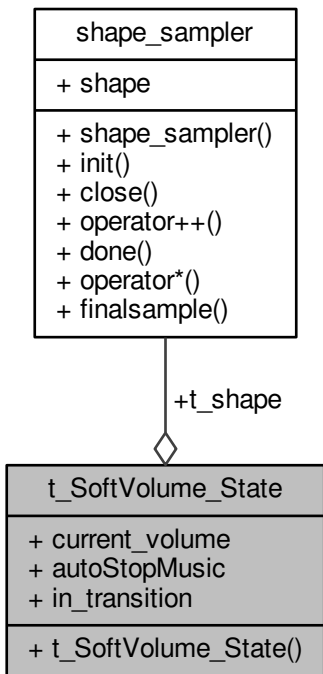 shape_sampler
+ shape
+ shape_sampler()
+ init()
+ close()
+ operator++()
+ done()
+ operator*()
+ finalsample()
+t_shape
t_SoftVolume_State
+ current_volume
+ autoStopMusic
+ in_transition
+ t_SoftVolume_State()